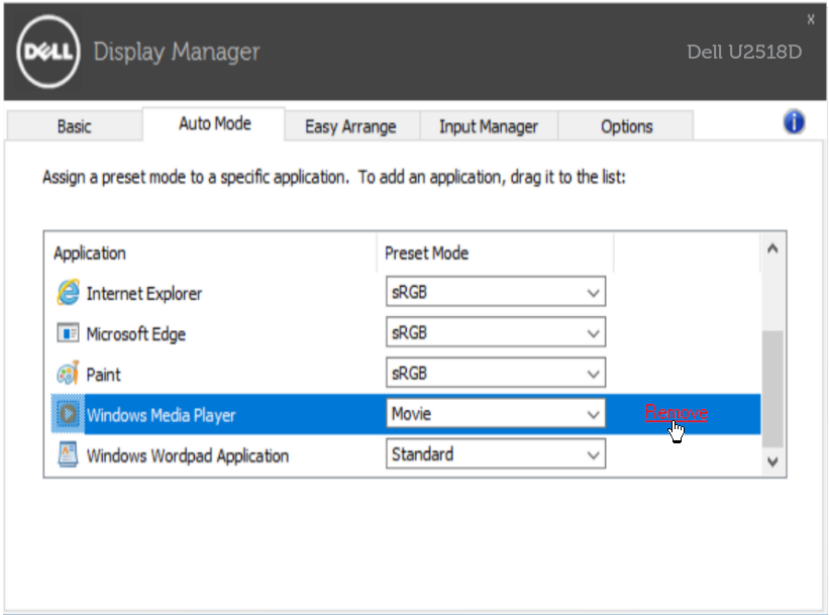 x
DELL Display Manager
Dell U2518D
Basic Auto Mode Easy Arrange Input Manager Options i
Assign a preset mode to a specific application. To add an application, drag it to the list:
Application Preset Mode
Internet Explorer sRGB
Microsoft Edge sRGB
Paint sRGB
Windows Media Player Movie Remove
Windows Wordpad Application Standard